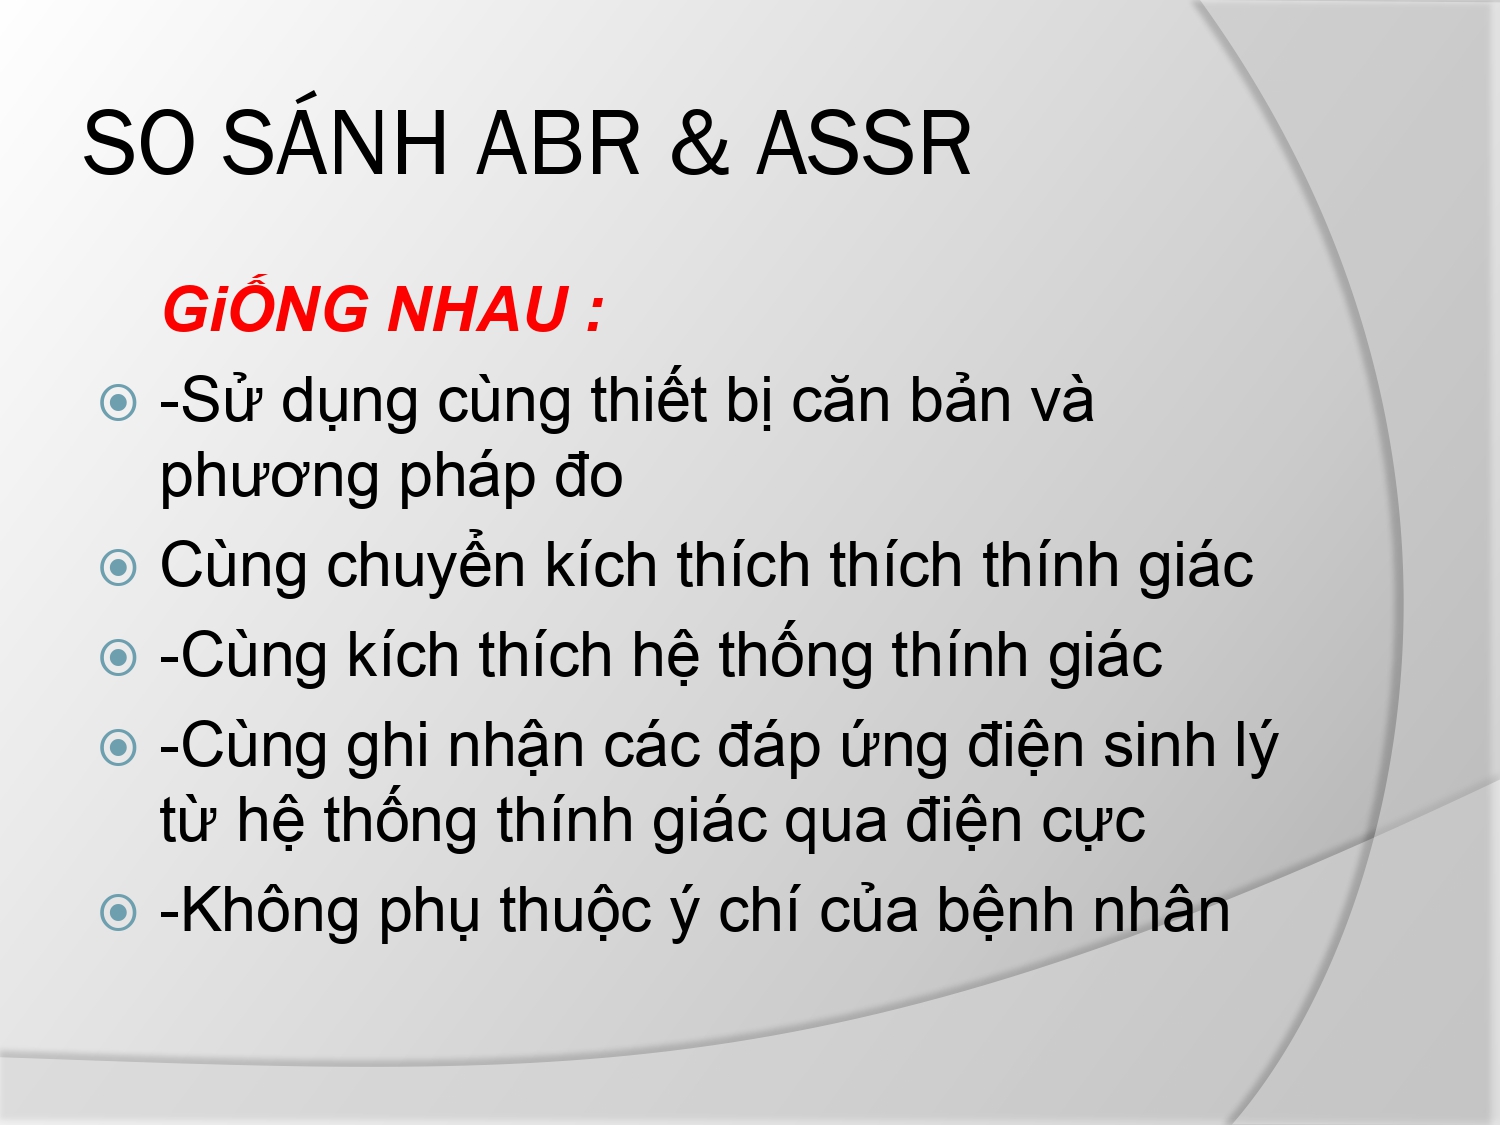 SO SÁNH ABR & ASSR
GiỐNG NHAU :
-Sử dụng cùng thiết bị căn bản và
phương pháp đo
Cùng chuyển kích thích thích thính giác
-Cùng kích thích hệ thống thính giác
-Cùng ghi nhận các đáp ứng điện sinh lý
từ hệ thống thính giác qua điện cực
-Không phụ thuộc ý chí của bệnh nhân